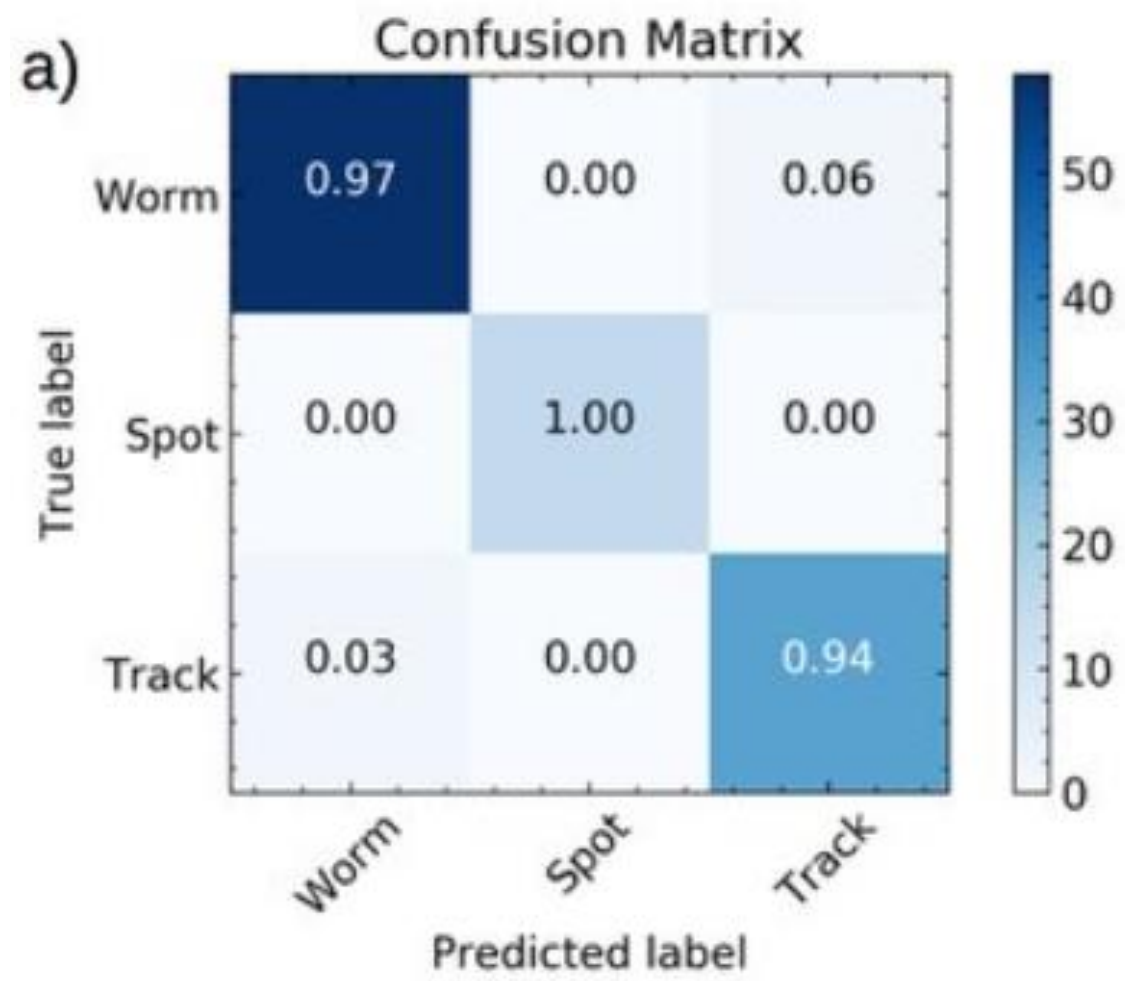 a)
Confusion Matrix
Worm 0.97 0.00 0.06
Spot 0.00 1.00 0.00
Track 0.03 0.00 0.94
True label
Worm Spot Track
Predicted label
50
40
30
20
10
0